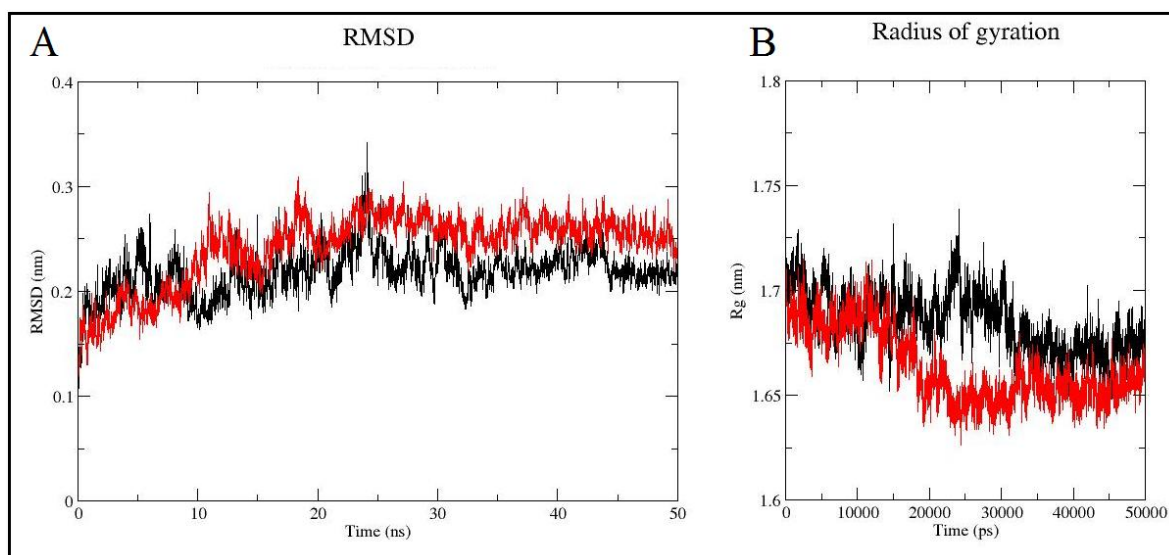 A
RMSD
0.4
0.3
0.2
0.1
0
RMSD (nm)
0 10 20 30 40 50
Time (ns)
B
Radius of gyration
1.8
1.75
1.7
1.65
1.6
Rg (nm)
0 10000 20000 30000 40000 50000
Time (ps)